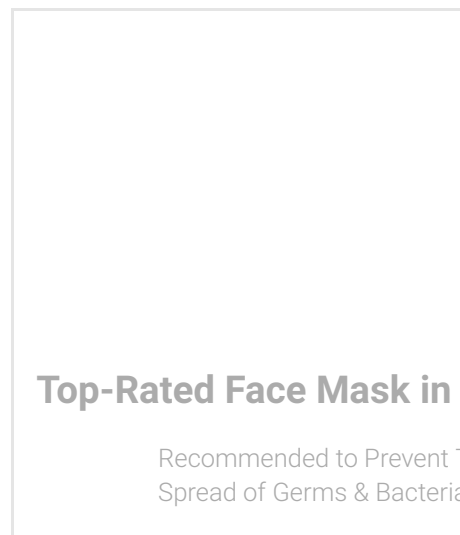 Top-Rated Face Mask in
Recommended to Prevent
Spread of Germs & Bacteria